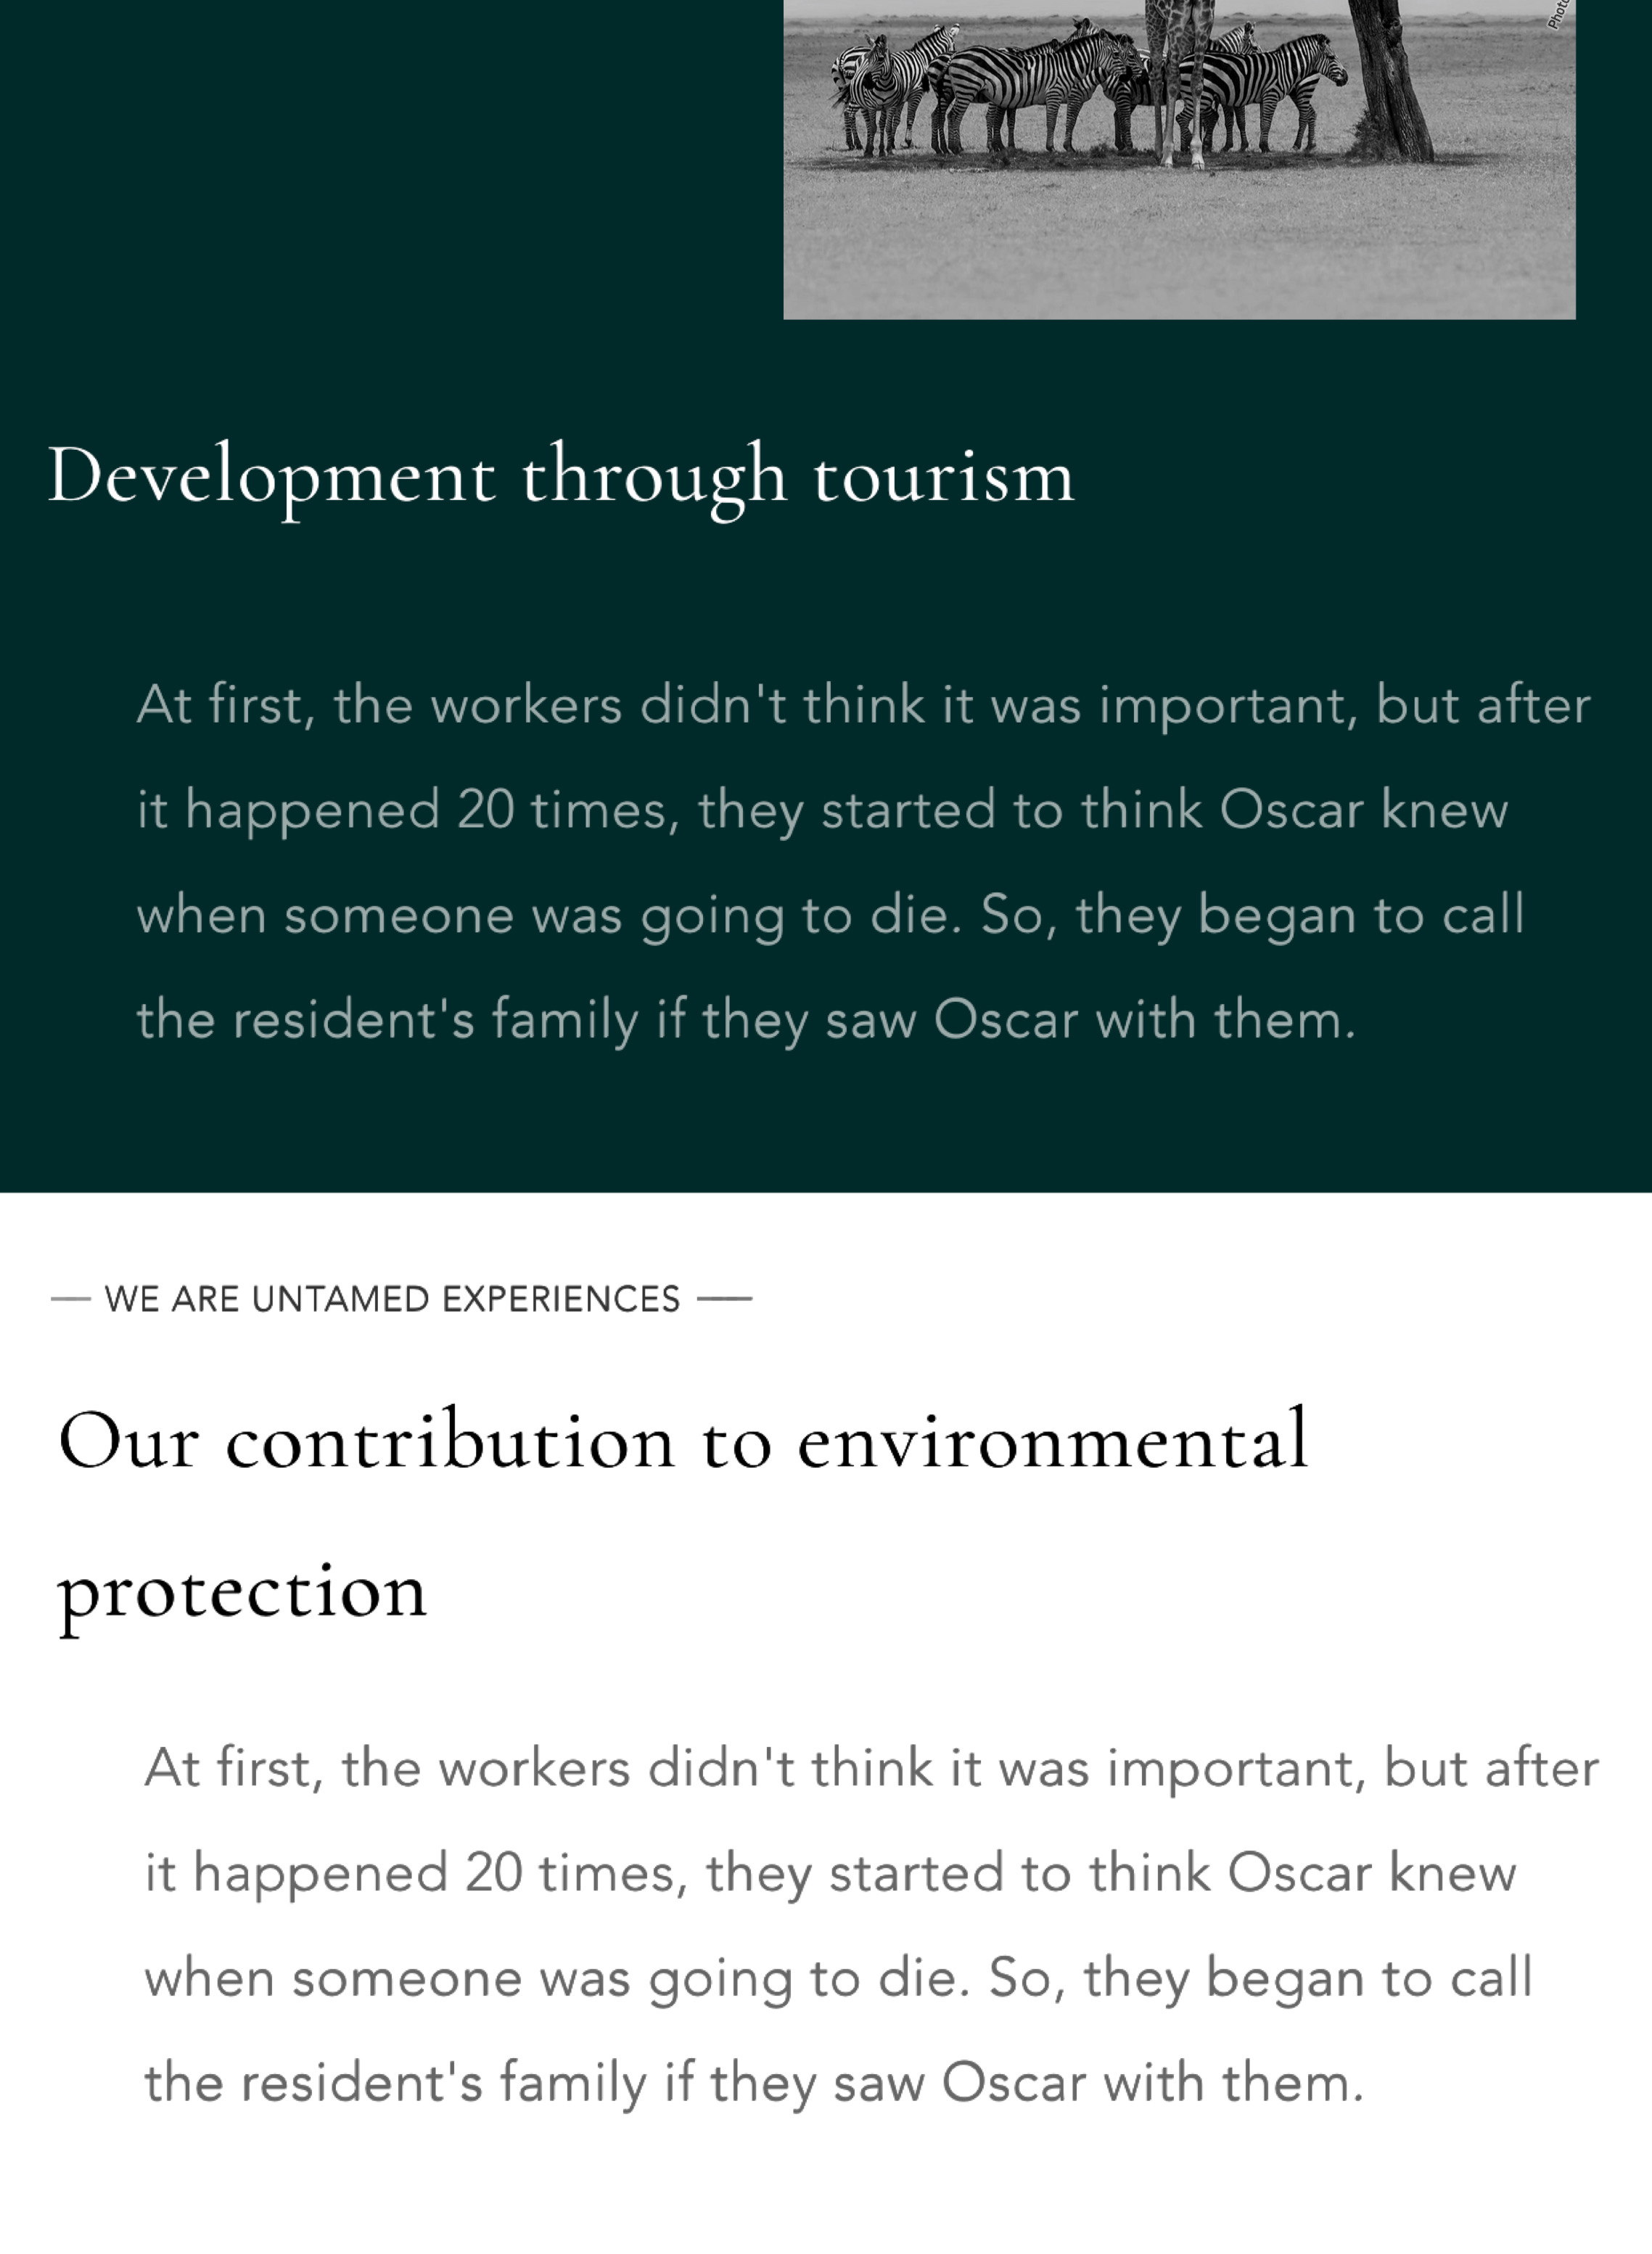 Development through tourism
At first, the workers didn't think it was important, but after
it happened 20 times, they started to think Oscar knew
when someone was going to die. So, they began to call
the resident's family if they saw Oscar with them.
— WE ARE UNTAMED EXPERIENCES —
Our contribution to environmental
protection
At first, the workers didn't think it was important, but after
it happened 20 times, they started to think Oscar knew
when someone was going to die. So, they began to call
the resident's family if they saw Oscar with them.